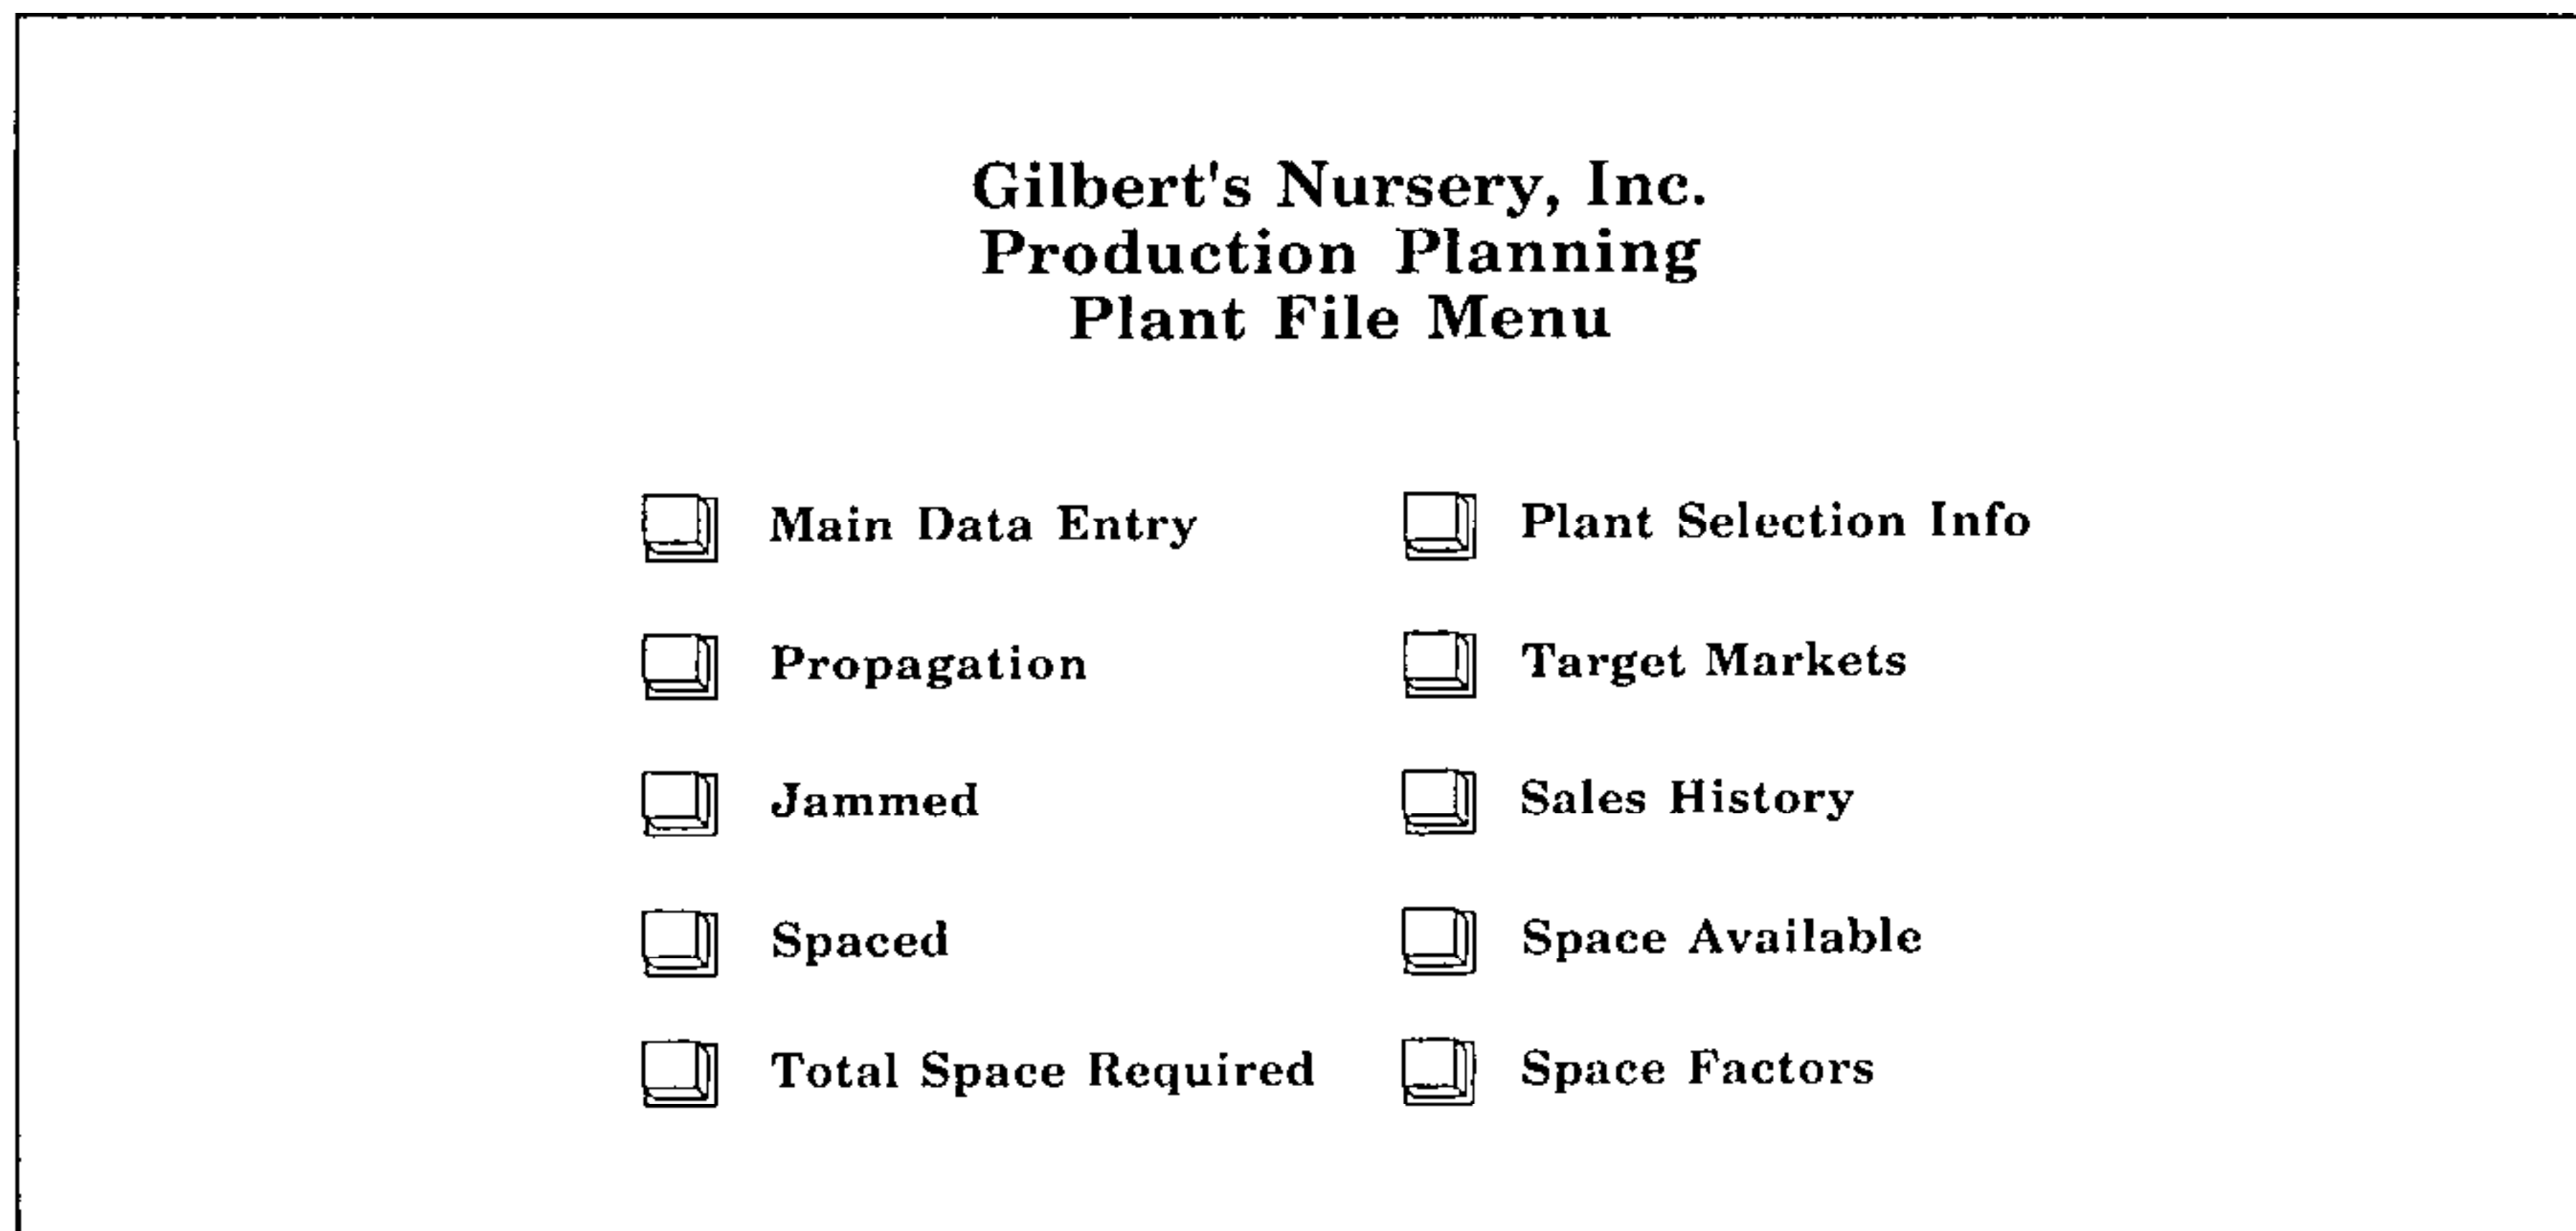 Gilbert's Nursery, Inc.
Production Planning
Plant File Menu
Main Data Entry
Propagation
Jammed
Spaced
Total Space Required
Plant Selection Info
Target Markets
Sales History
Space Available
Space Factors